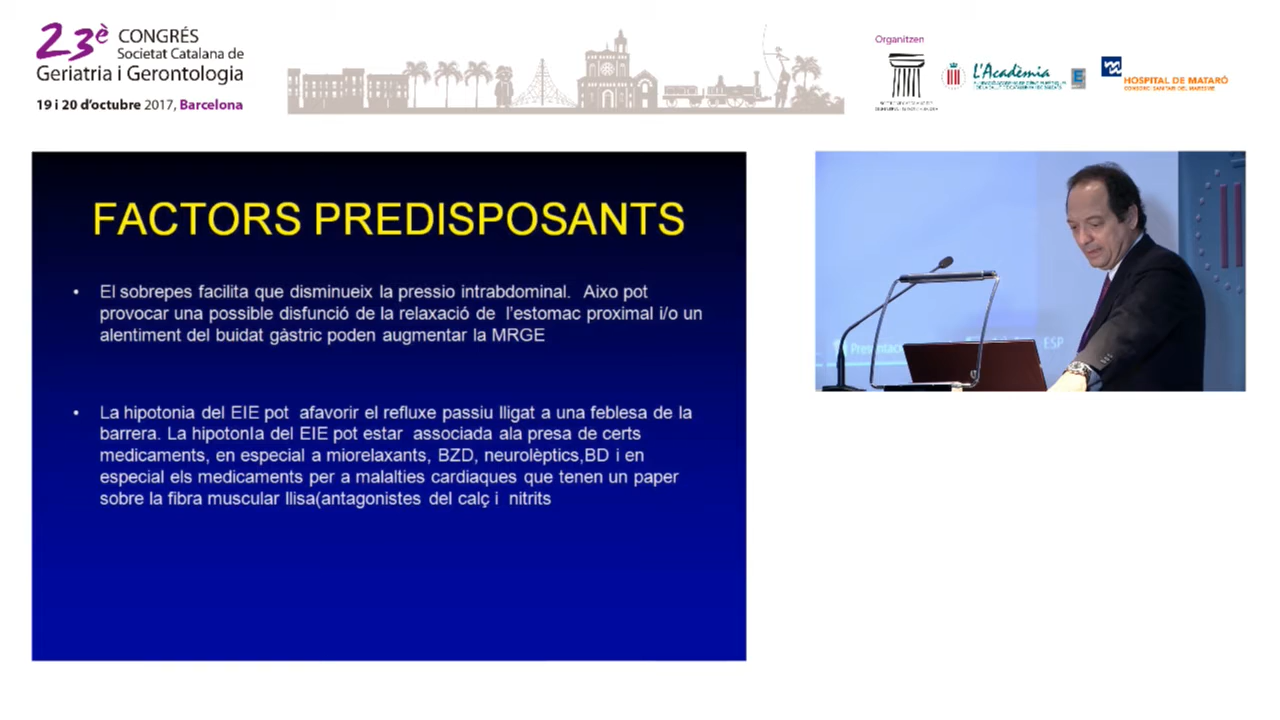 23è CONGRÉS
Societat Catalana de
Geriatria i Gerontologia
19 i 20 d'octubre 2017, Barcelona
Organitzen
L'Acadèmia
HOSPITAL DE MATARÓ
CONSORCI SANITARI DEL MARESME
FACTORS PREDISPOSANTS
• El sobrepes facilita que disminueix la pressio intrabdominal. Aixo pot
provocar una possible disfunció de la relaxació de l'estomac proximal i/o un
alentiment del buidat gàstric poden augmentar la MRGE
• La hipotonia del EIE pot afavorir el refluxe passiu lligat a una feblesa de la
barrera. La hipotonIa del EIE pot estar associada ala presa de certs
medicaments, en especial a miorelaxants, BZD, neurolèptics,BD i en
especial els medicaments per a malalties cardiaques que tenen un paper
sobre la fibra muscular llisa(antagonistes del calç i nitrits
ESP